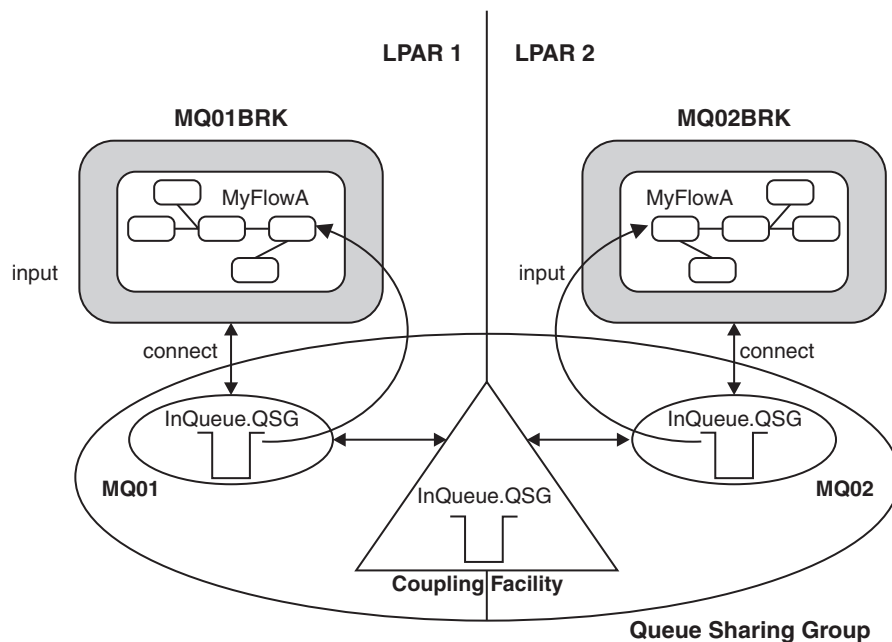 LPAR 1
LPAR 2
MQ01BRK
MQ02BRK
MyFlowA
MyFlowA
input
input
connect
connect
InQueue.QSG
InQueue.QSG
MQ01
MQ02
InQueue.QSG
Coupling Facility
Queue Sharing Group